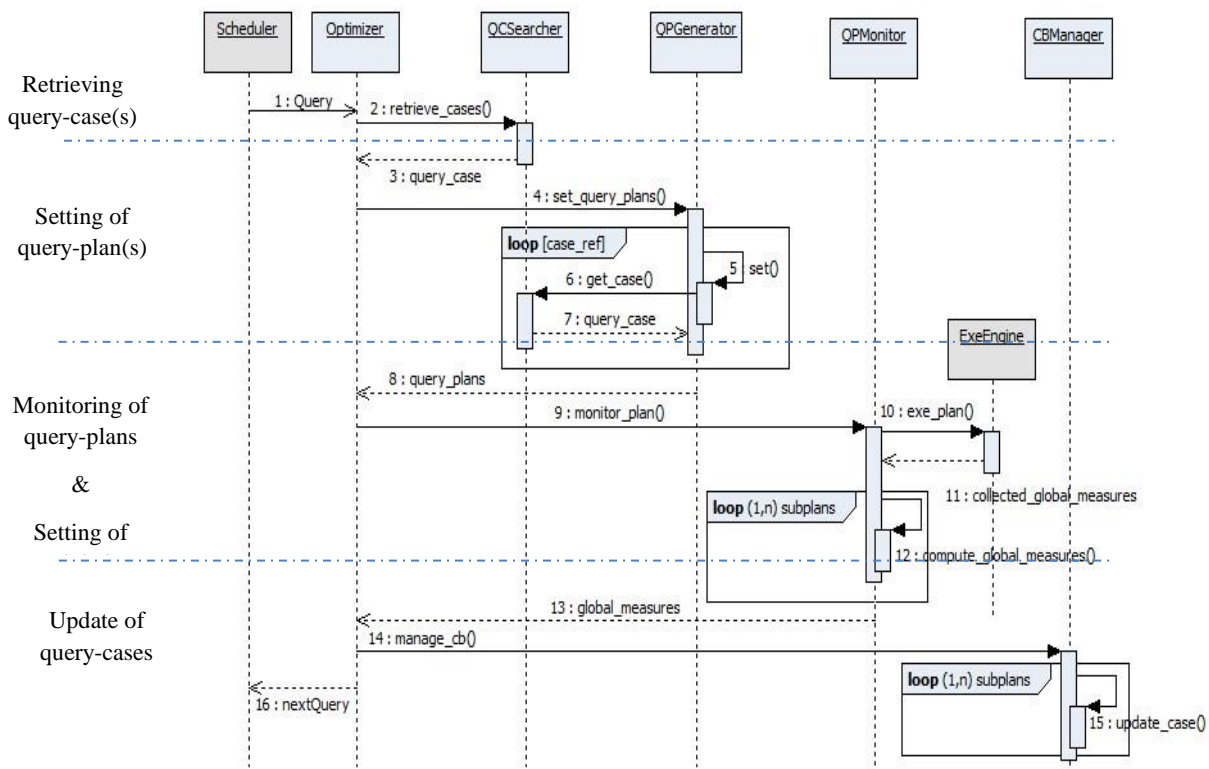 Scheduler
Optimizer
QCSearcher
QPGenerator
QPMonitor
CBManager
Retrieving
query-case(s)
1 : Query
2 : retrieve_cases()
3 : query_case
Setting of
query-plan(s)
4 : set_query_plans()
loop [case_ref]
5 : set()
6 : get_case()
7 : query_case
ExeEngine
8 : query_plans
Monitoring of
query-plans
&
Setting of
9 : monitor_plan()
10 : exe_plan()
11 : collected_global_measures
loop (1,n) subplans
12 : compute_global_measures()
13 : global_measures
Update of
query-cases
14 : manage_cb()
loop (1,n) subplans
15 : update_case()
16 : nextQuery